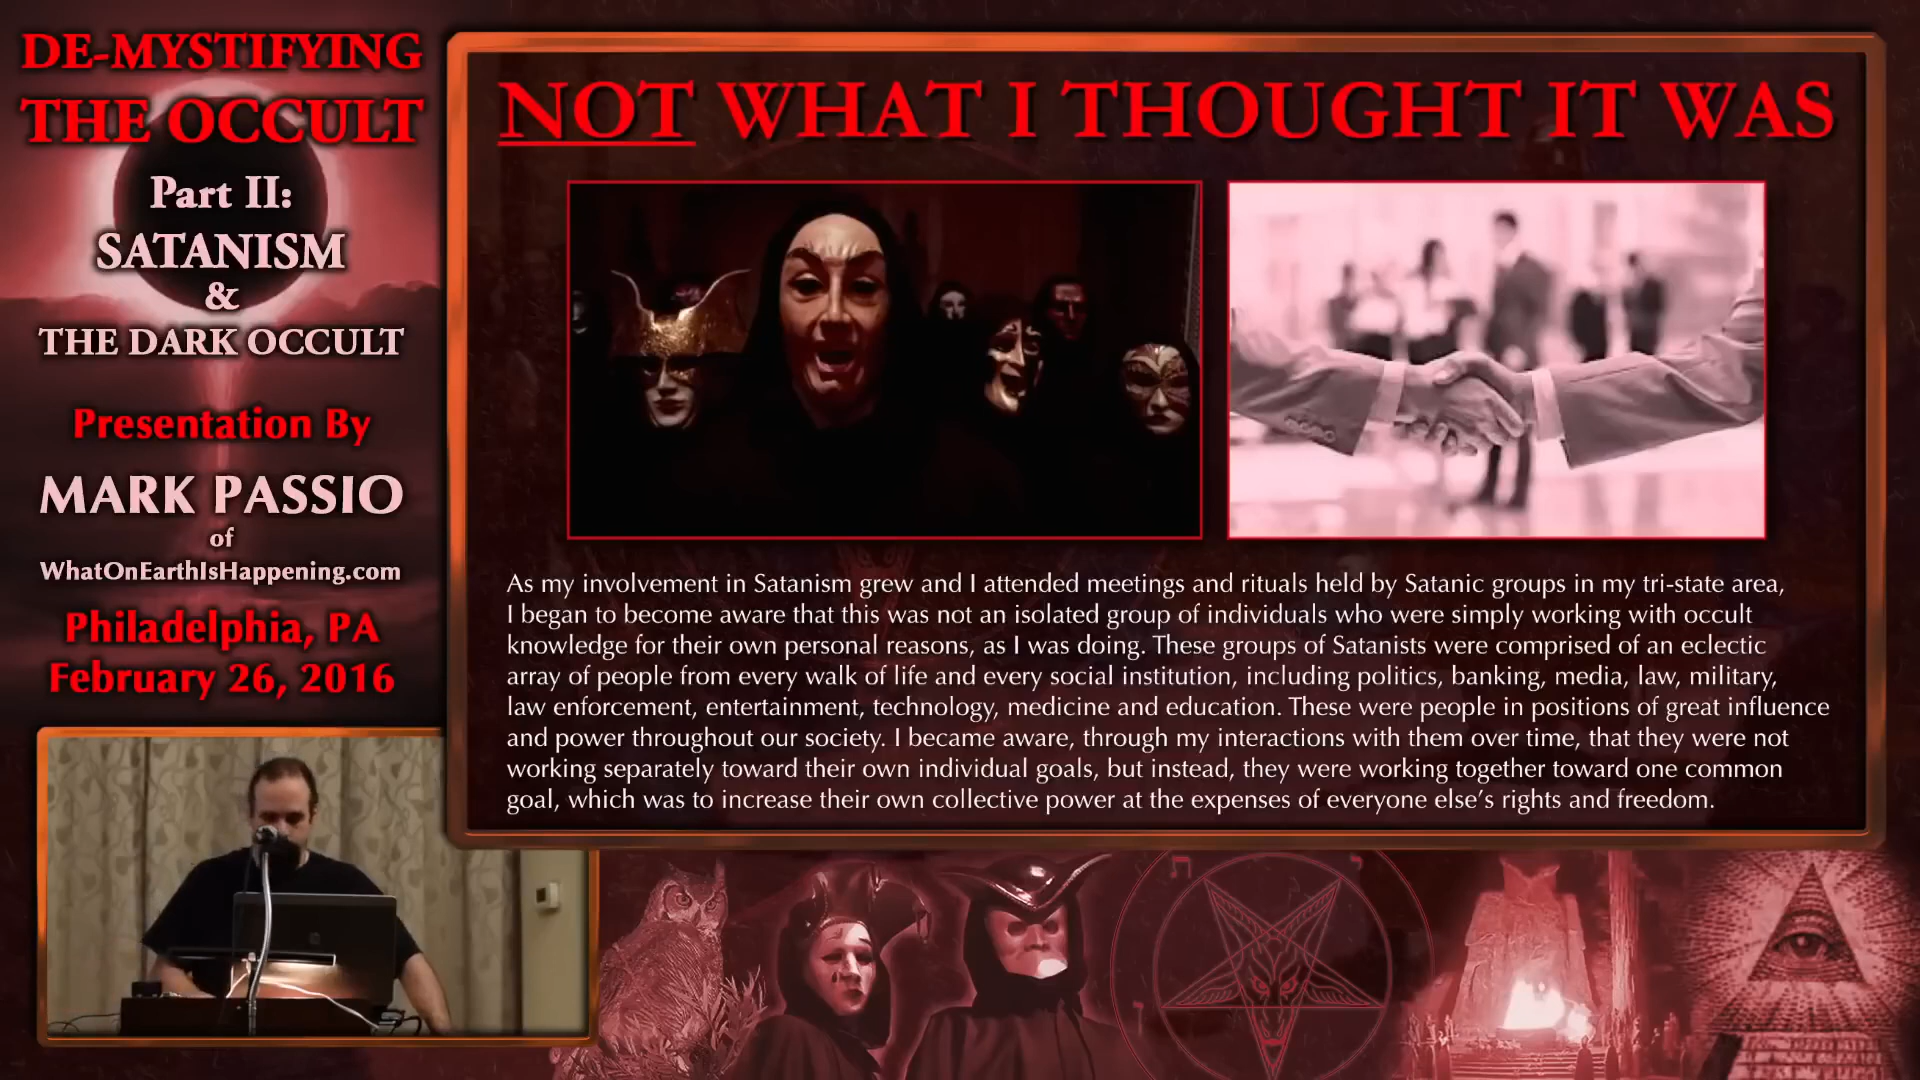 DE-MYSTIFYING
THE OCCULT
Part II:
SATANISM
&
THE DARK OCCULT
Presentation By
MARK PASSIO
of
WhatOnEarthIsHappening.com
Philadelphia, PA
February 26, 2016
NOT WHAT I THOUGHT IT WAS
As my involvement in Satanism grew and I attended meetings and rituals held by Satanic groups in my tri-state area,
I began to become aware that this was not an isolated group of individuals who were simply working with occult
knowledge for their own personal reasons, as I was doing. These groups of Satanists were comprised of an eclectic
array of people from every walk of life and every social institution, including politics, banking, media, law, military,
law enforcement, entertainment, technology, medicine and education. These were people in positions of great influence
and power throughout our society. I became aware, through my interactions with them over time, that they were not
working separately toward their own individual goals, but instead, they were working together toward one common
goal, which was to increase their own collective power at the expenses of everyone else's rights and freedom.